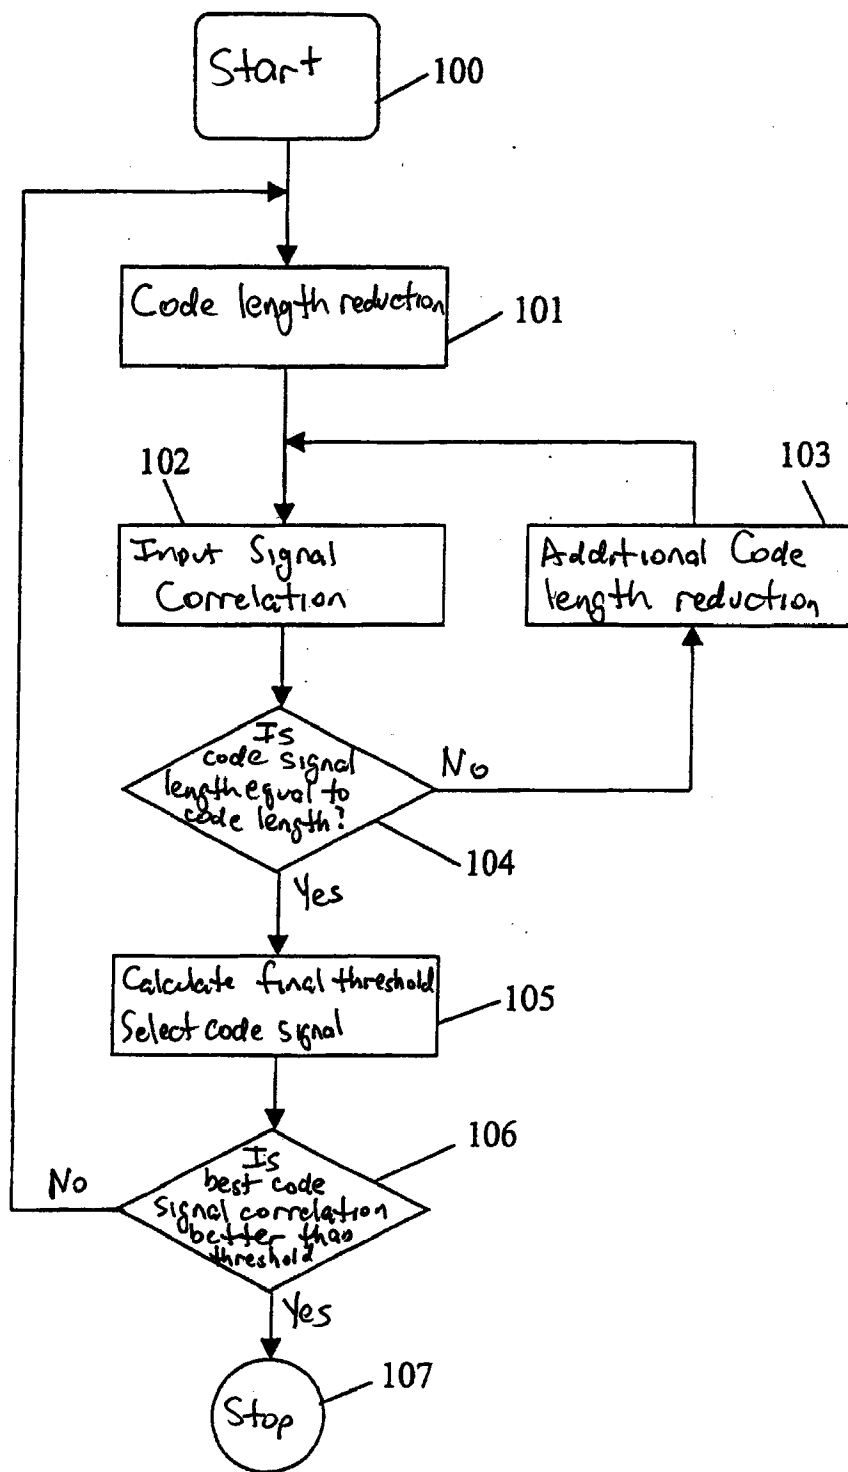 Start
100
Code length reduction
101
102
103
Input Signal
Correlation
Additional Code
length reduction
Is
code signal
length equal to
code length?
No
104
Yes
Calculate final threshold
Select code signal
105
106
Is
best code
signal correlation
better than
threshold
No
Yes
107
Stop